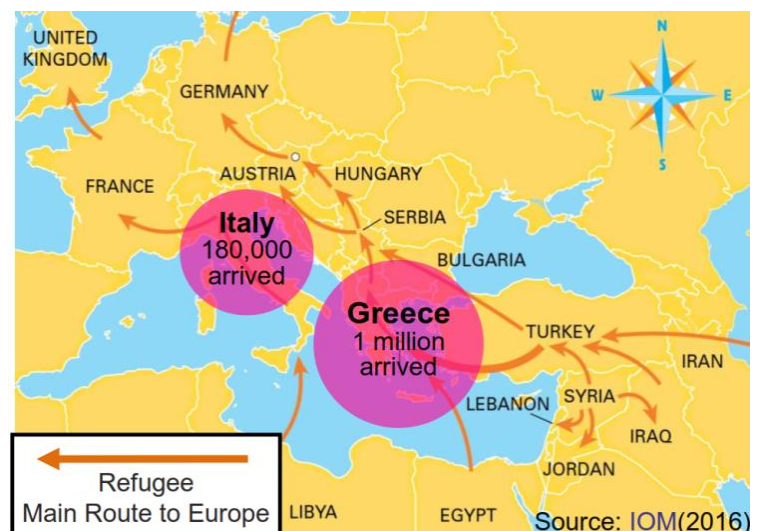 UNITED
KINGDOM
N
GERMANY
W
E
S
FRANCE
AUSTRIA
HUNGARY
Italy
180,000
arrived
SERBIA
BULGARIA
Greece
1 million
arrived
TURKEY
IRAN
LEBANON
SYRIA
IRAQ
JORDAN
Refugee
Main Route to Europe
LIBYA
EGYPT
Source: IOM(2016)